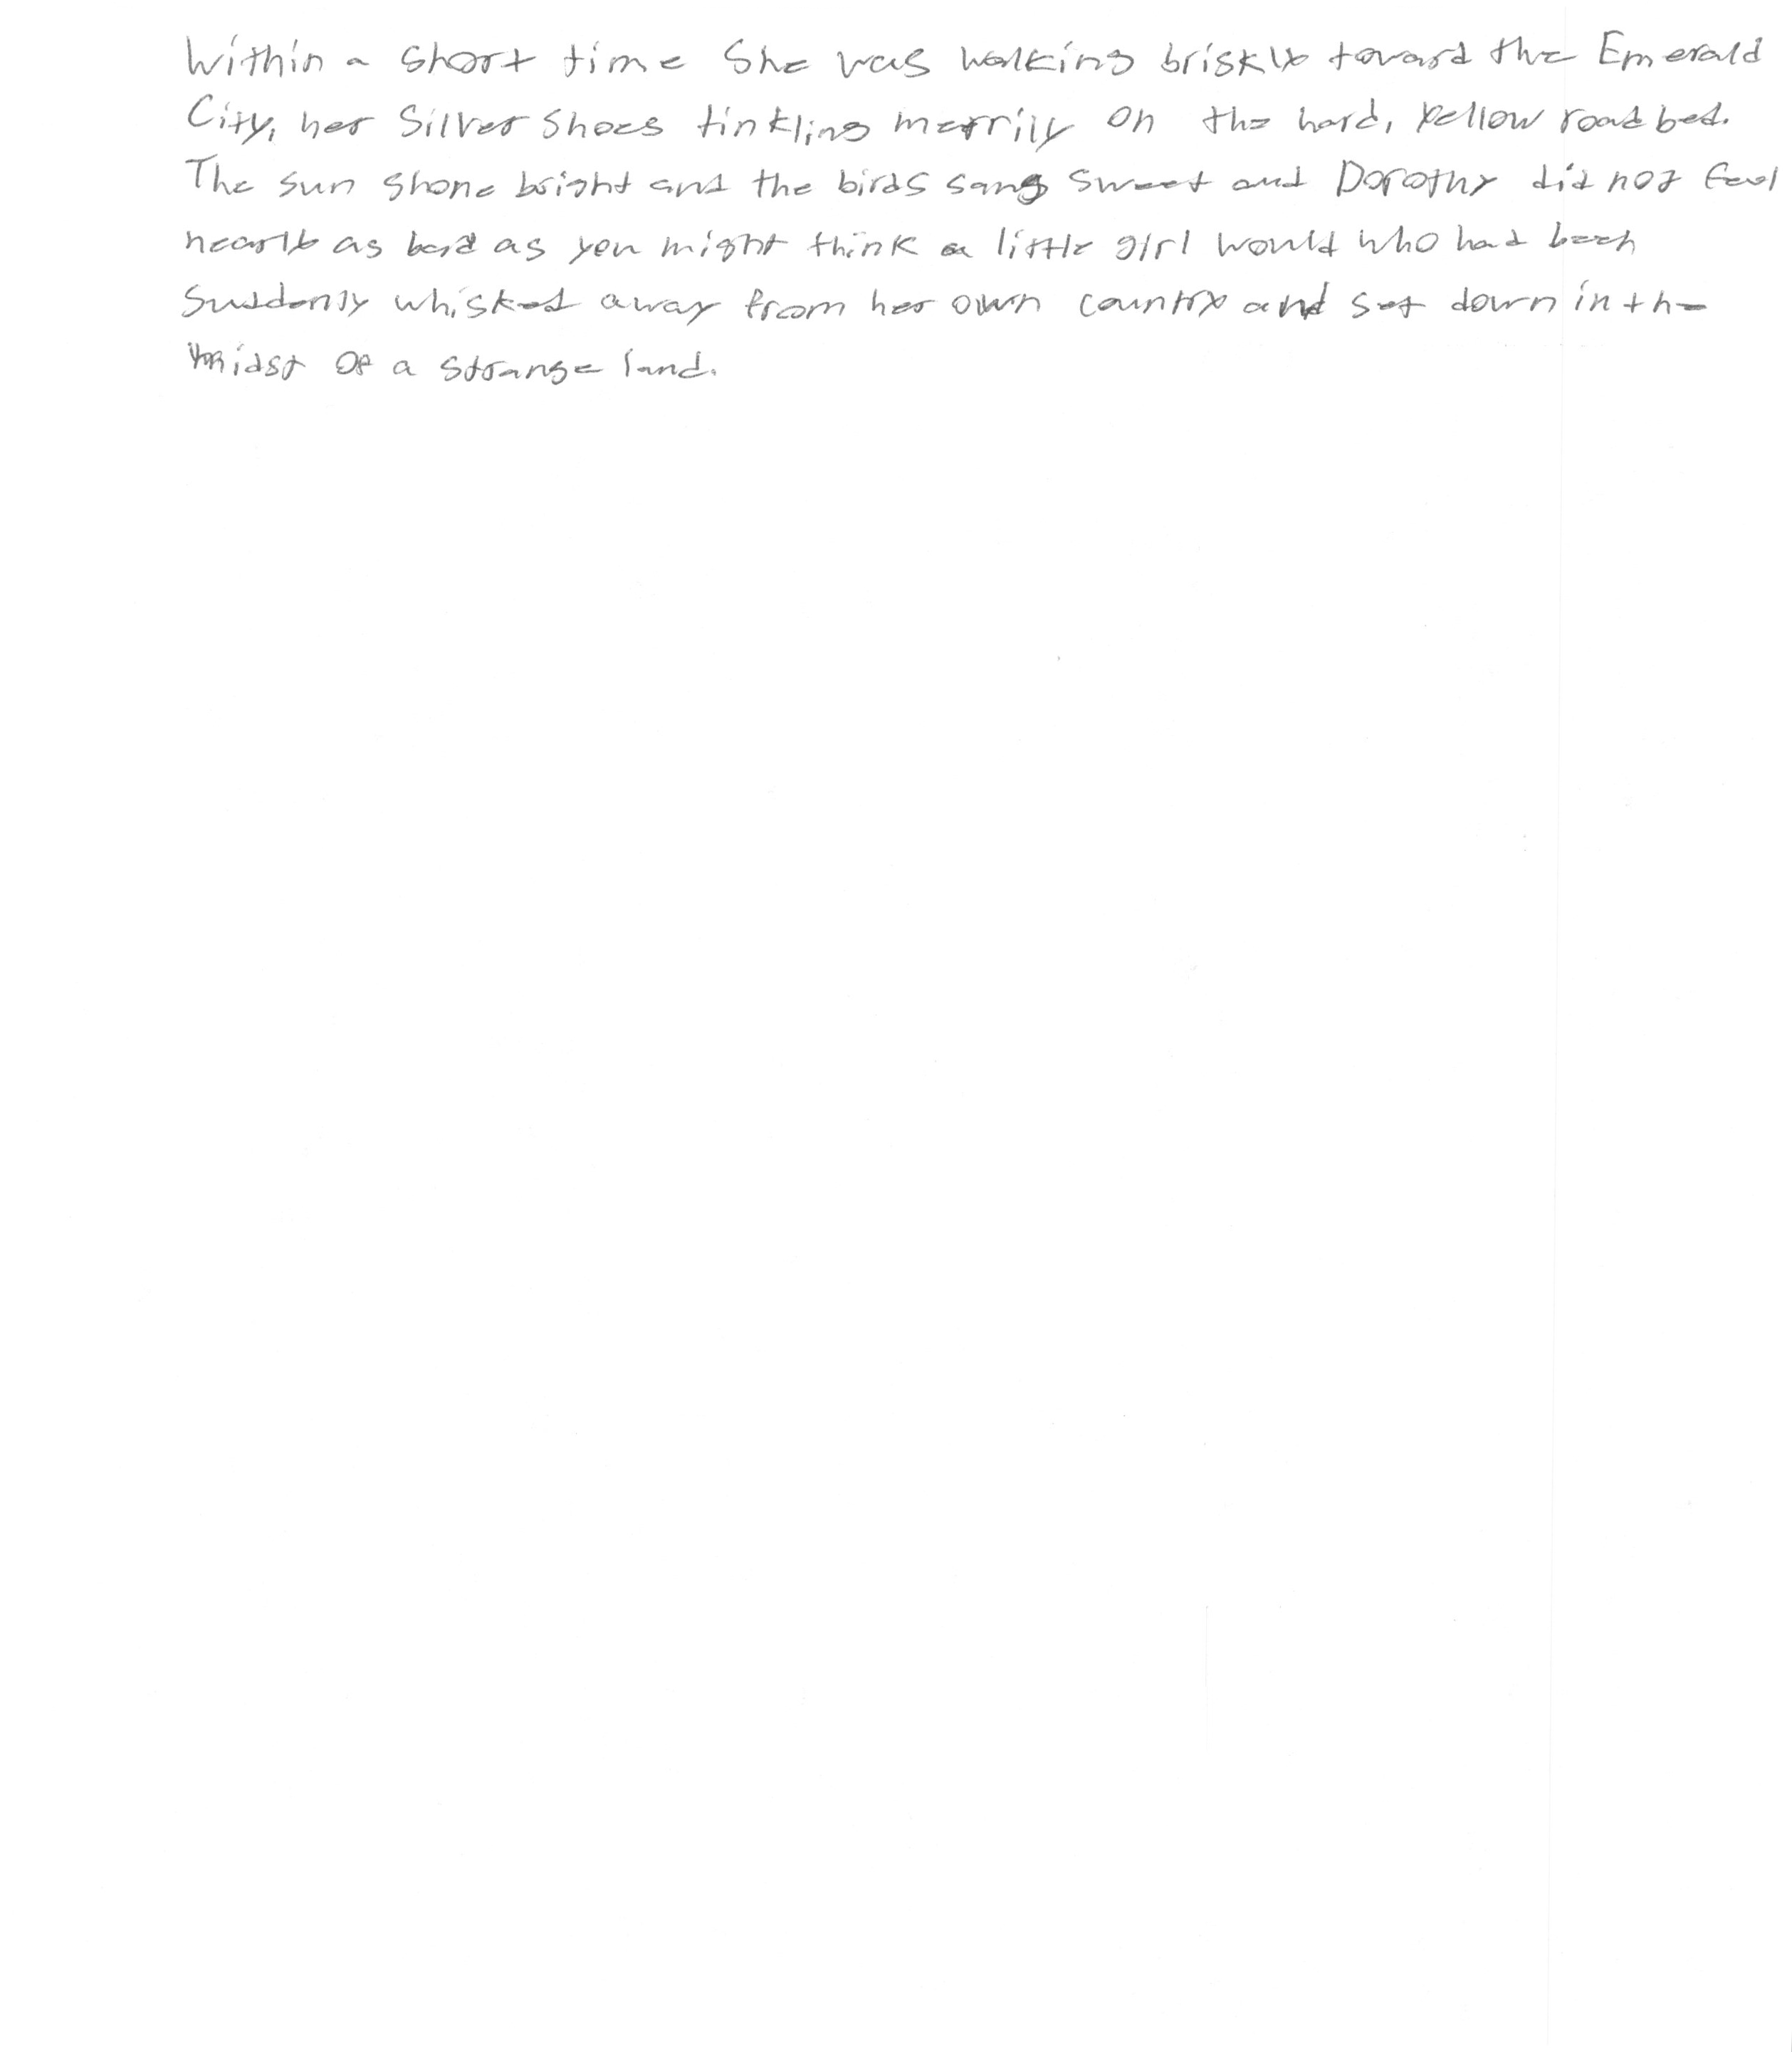 Within a short time she was walking briskly toward the Emerald
City, her Silver Shoes tinkling merrily on the hard, yellow roadbed.
The sun shone bright and the birds sang sweet and Dorothy did not feel
nearly as bad as you might think a little girl would who had been
suddenly whisked away from her own country and set down in the
midst of a strange land.